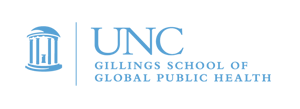 UNC
GILLINGS SCHOOL OF
GLOBAL PUBLIC HEALTH